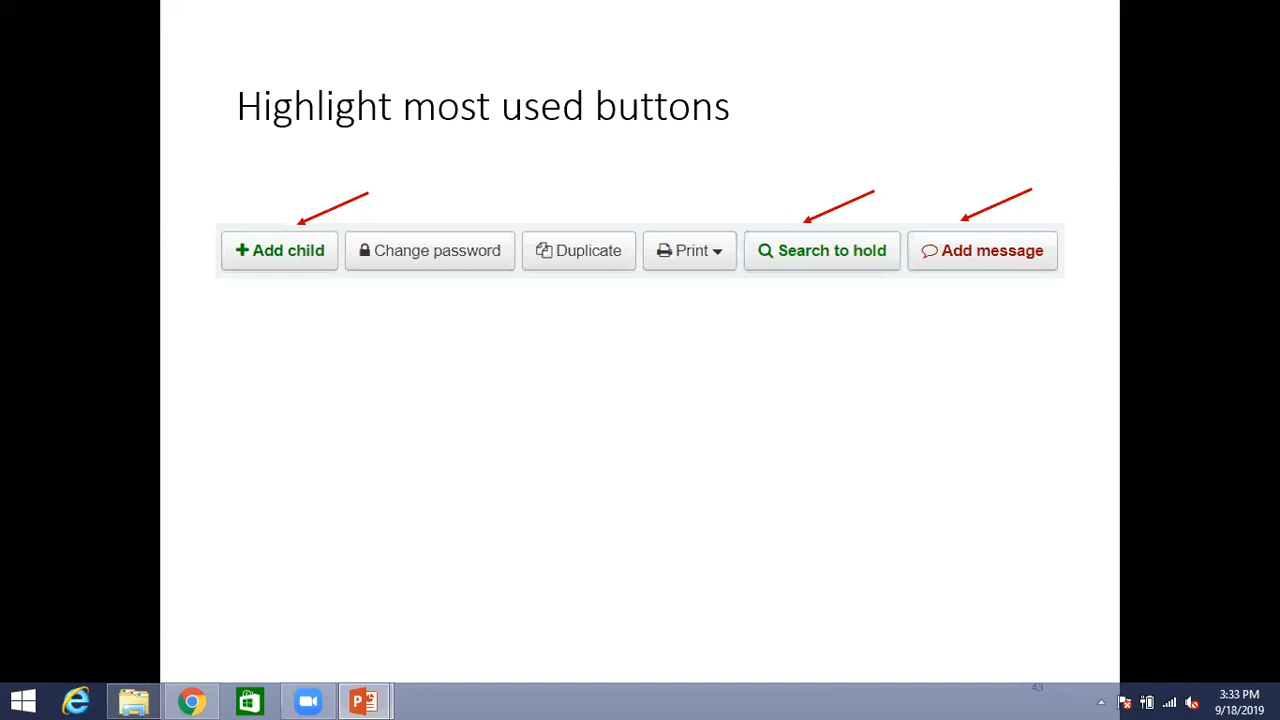 Highlight most used buttons
Add child Change password Duplicate Print Search to hold Add message
43
3:33 PM
9/18/2019